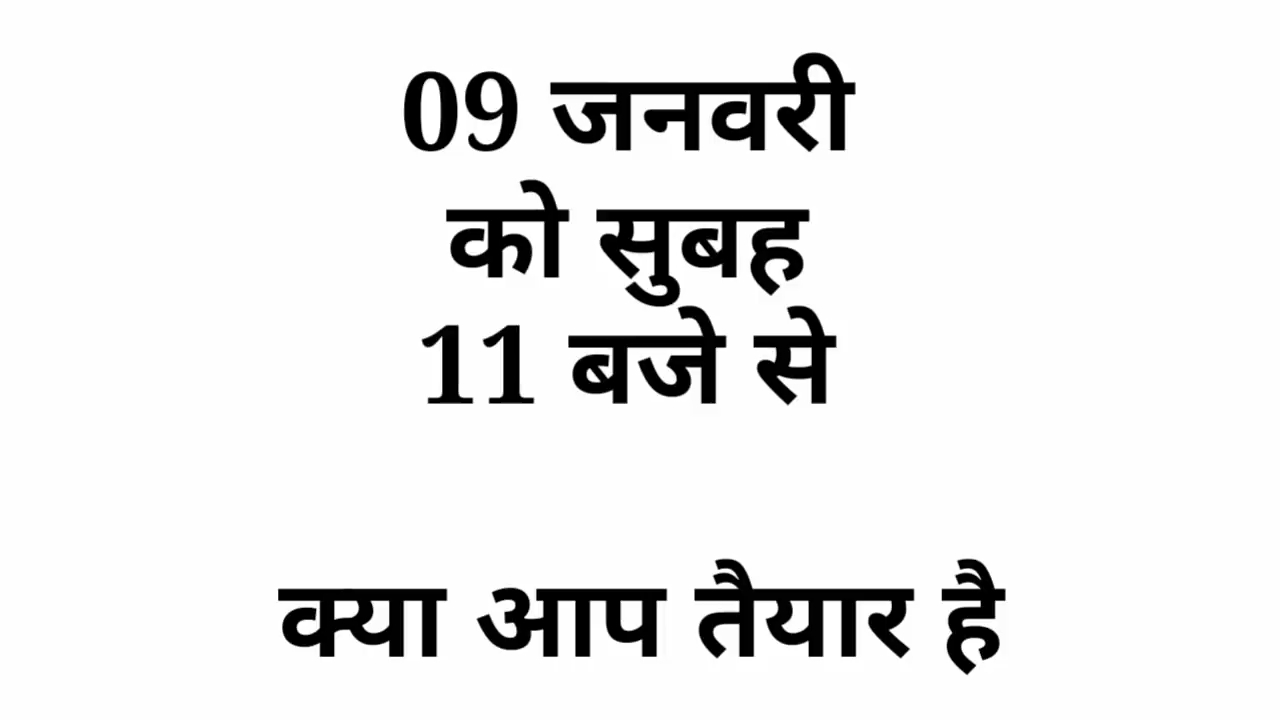 09 जनवरी
को सुबह
11 बजे से
क्या आप तैयार है